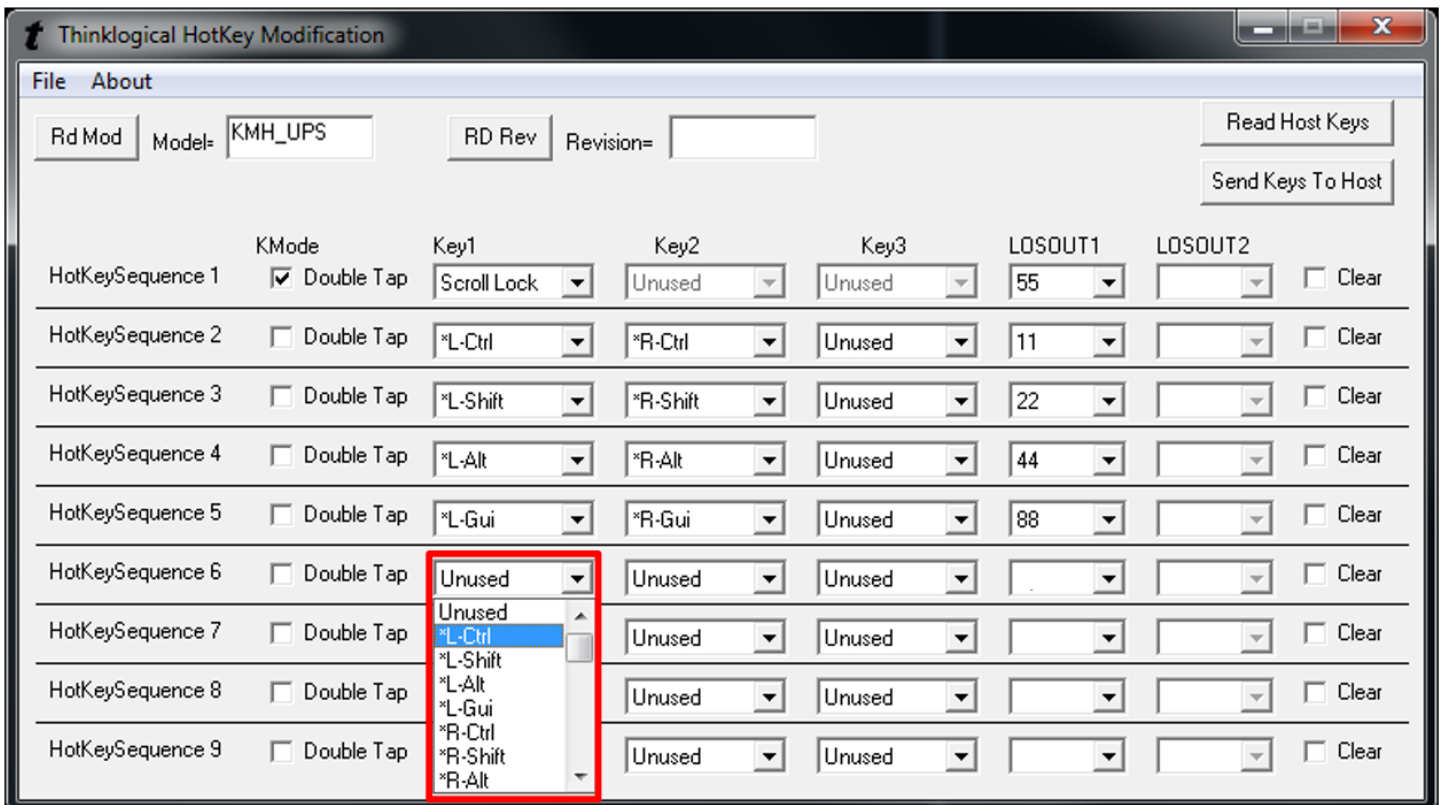 t Thinklogical HotKey Modification
File About
Rd Mod Model= KMH_UPS RD Rev Revision= Read Host Keys
Send Keys To Host
KMode Key1 Key2 Key3 LOSOUT1 LOSOUT2
HotKeySequence 1 Double Tap Scroll Lock Unused Unused 55 Clear
HotKeySequence 2 Double Tap *L-Ctrl *R-Ctrl Unused 11 Clear
HotKeySequence 3 Double Tap *L-Shift *R-Shift Unused 22 Clear
HotKeySequence 4 Double Tap *L-Alt *R-Alt Unused 44 Clear
HotKeySequence 5 Double Tap *L-Gui *R-Gui Unused 88 Clear
HotKeySequence 6 Double Tap Unused Unused Unused Clear
Unused
*L-Ctrl
*L-Shift
*L-Alt
*L-Gui
*R-Ctrl
*R-Shift
*R-Alt
HotKeySequence 7 Double Tap Unused Unused Clear
HotKeySequence 8 Double Tap Unused Unused Clear
HotKeySequence 9 Double Tap Unused Unused Clear